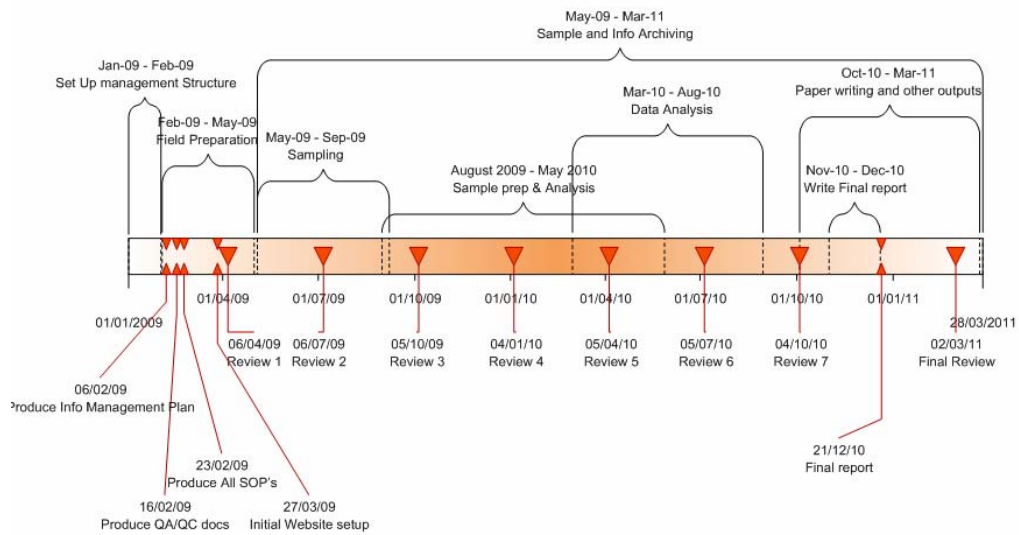 May-09 - Mar-11
Sample and Info Archiving
Jan-09 - Feb-09
Set Up management Structure
Oct-10 - Mar-11
Paper writing and other outputs
Mar-10 - Aug-10
Data Analysis
Feb-09 - May-09
Field Preparation
May-09 - Sep-09
Sampling
August 2009 - May 2010
Sample prep & Analysis
Nov-10 - Dec-10
Write Final report
01/01/2009
01/04/09
01/07/09
01/10/09
01/01/10
01/04/10
01/07/10
01/10/10
01/01/11
28/03/2011
06/04/09
Review 1
06/07/09
Review 2
05/10/09
Review 3
04/01/10
Review 4
05/04/10
Review 5
05/07/10
Review 6
04/10/10
Review 7
02/03/11
Final Review
06/02/09
Produce Info Management Plan
21/12/10
Final report
23/02/09
Produce All SOP's
16/02/09
Produce QA/QC docs
27/03/09
Initial Website setup